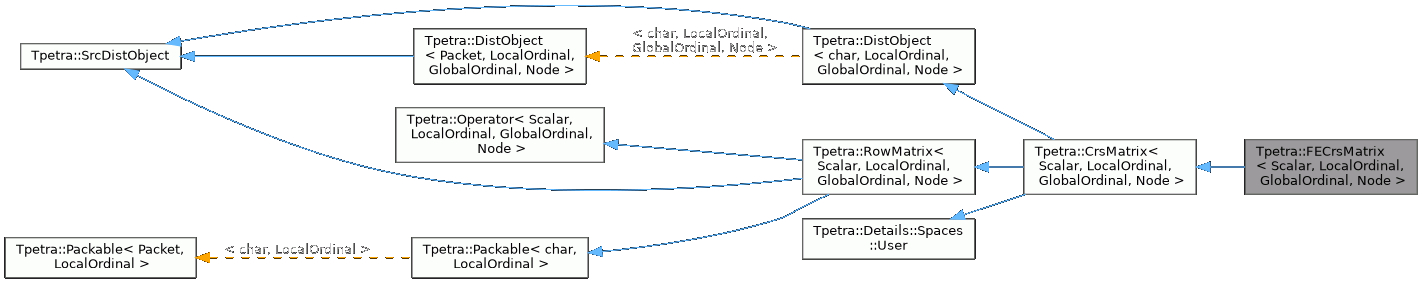 Tpetra::SrcDistObject
Tpetra::DistObject
< Packet, LocalOrdinal,
GlobalOrdinal, Node >
< char, LocalOrdinal,
GlobalOrdinal, Node >
Tpetra::DistObject
< char, LocalOrdinal,
GlobalOrdinal, Node >
Tpetra::Operator< Scalar,
LocalOrdinal, GlobalOrdinal,
Node >
Tpetra::RowMatrix<
Scalar, LocalOrdinal,
GlobalOrdinal, Node >
Tpetra::CrsMatrix<
Scalar, LocalOrdinal,
GlobalOrdinal, Node >
Tpetra::FECrsMatrix
< Scalar, LocalOrdinal,
GlobalOrdinal, Node >
Tpetra::Details::Spaces
::User
Tpetra::Packable< Packet,
LocalOrdinal >
< char, LocalOrdinal >
Tpetra::Packable< char,
LocalOrdinal >